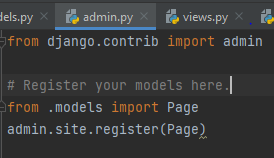 dels.py admin.py views.py
from django.contrib import admin
# Register your models here.
from .models import Page
admin.site.register(Page)